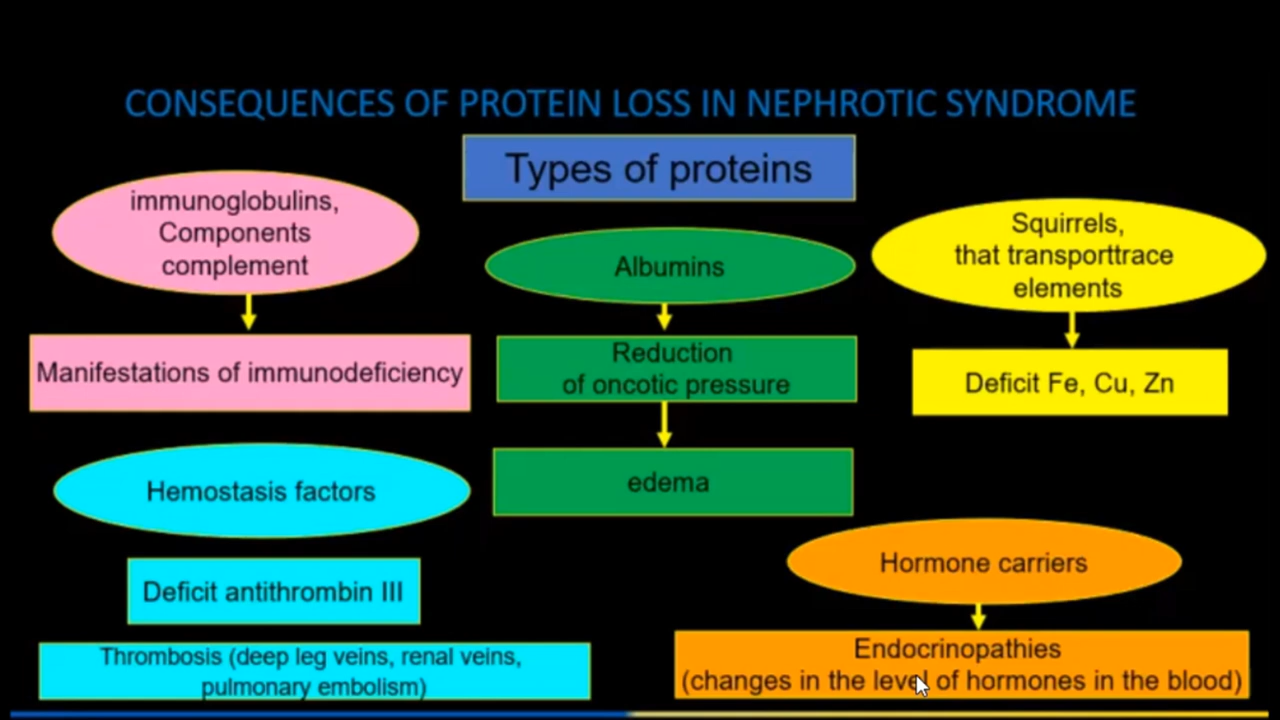 CONSEQUENCES OF PROTEIN LOSS IN NEPHROTIC SYNDROME
Types of proteins
immunoglobulins,
Components
complement
Manifestations of immunodeficiency
Albumins
Reduction
of oncotic pressure
edema
Squirrels,
that transporttrace
elements
Deficit Fe, Cu, Zn
Hemostasis factors
Deficit antithrombin III
Thrombosis (deep leg veins, renal veins,
pulmonary embolism)
Hormone carriers
Endocrinopathies
(changes in the level of hormones in the blood)